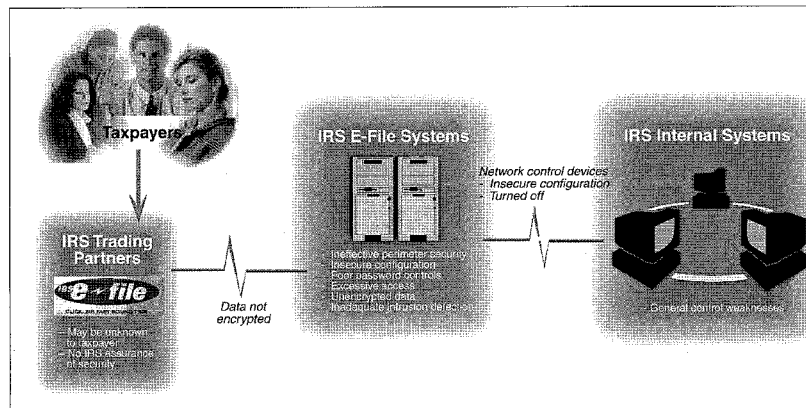 Taxpayers
IRS Trading
Partners
IRS e file
- May be unknown
to taxpayer
- No IRS assurance
of security
Data not
encrypted
IRS E-File Systems
- Ineffective perimeter security
- Insecure configuration
- Poor password controls
- Excessive access
- Unencrypted data
- Inadequate intrusion detection
Network control devices
- Insecure configuration
- Turned off
IRS Internal Systems
- General control weaknesses